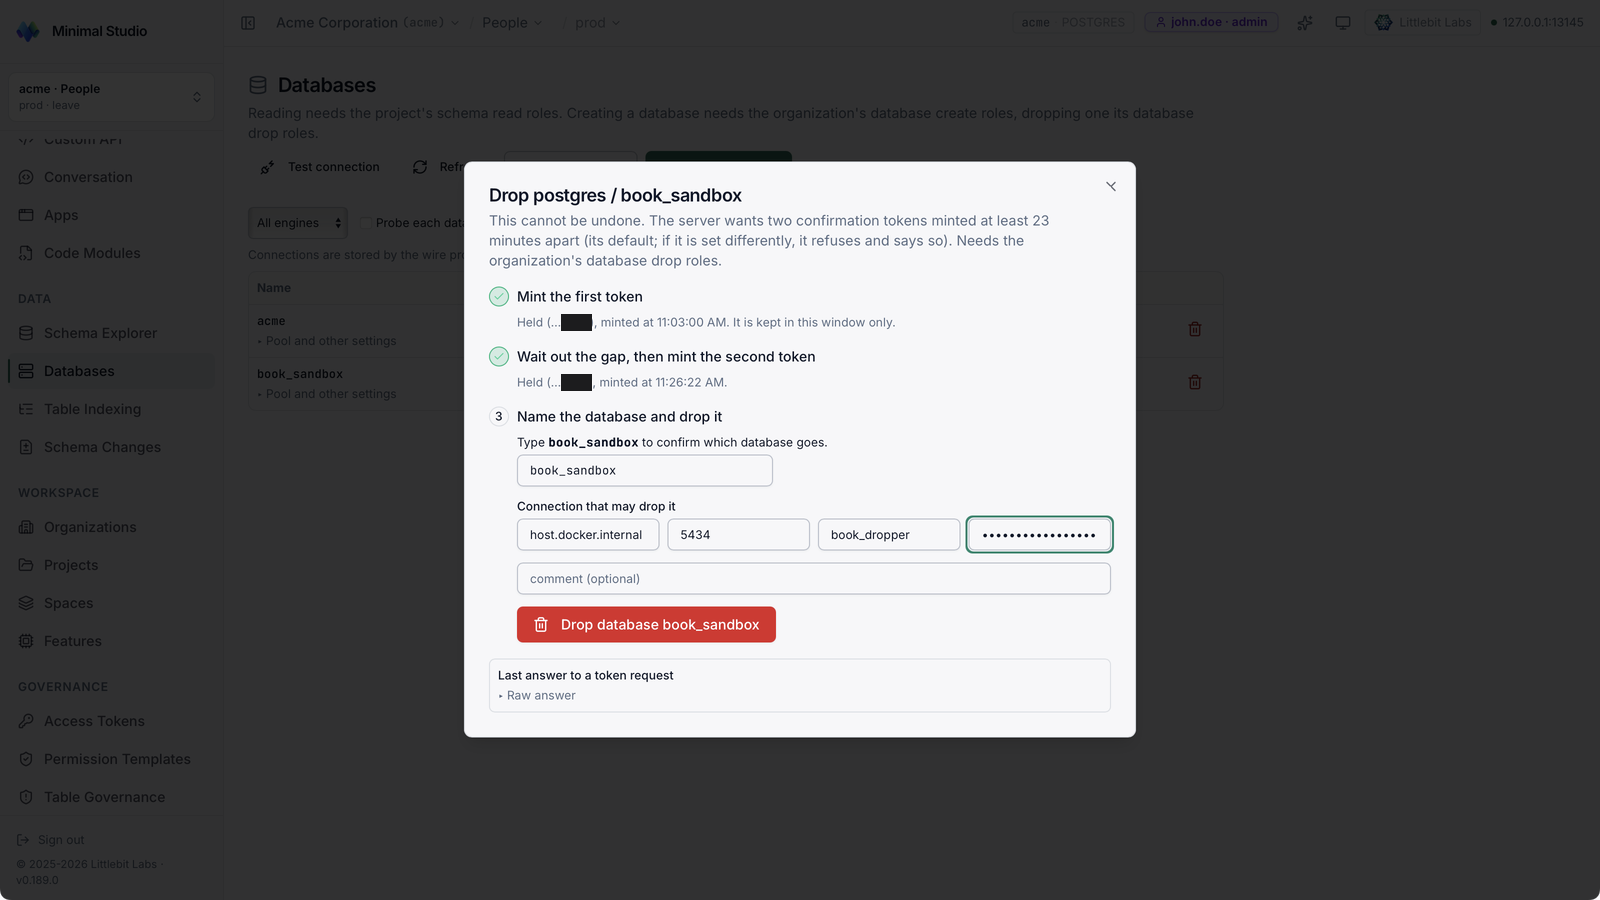 Minimal Studio
Acme Corporation (acme)
/ People
/ prod
acme · POSTGRES
john.doe · admin
Littlebit Labs
127.0.0.1:13145
acme · People
prod · leave
Custom API
Conversation
Apps
Code Modules
DATA
Schema Explorer
Databases
Table Indexing
Schema Changes
WORKSPACE
Organizations
Projects
Spaces
Features
GOVERNANCE
Access Tokens
Permission Templates
Table Governance
Sign out
© 2025-2026 Littlebit Labs ·
v0.189.0
Databases
Reading needs the project's schema read roles. Creating a database needs the organization's database create roles, dropping one its database
drop roles.
Test connection
Refr
All engines
Probe each dat
Connections are stored by the wire pr
Name
acme
Pool and other settings
book_sandbox
Pool and other settings
Drop postgres / book_sandbox
This cannot be undone. The server wants two confirmation tokens minted at least 23
minutes apart (its default; if it is set differently, it refuses and says so). Needs the
organization's database drop roles.
Mint the first token
Held (… ), minted at 11:03:00 AM. It is kept in this window only.
Wait out the gap, then mint the second token
Held (… , minted at 11:26:22 AM.
3 Name the database and drop it
Type book_sandbox to confirm which database goes.
book_sandbox
Connection that may drop it
host.docker.internal
5434
book_dropper
comment (optional)
Drop database book_sandbox
Last answer to a token request
Raw answer